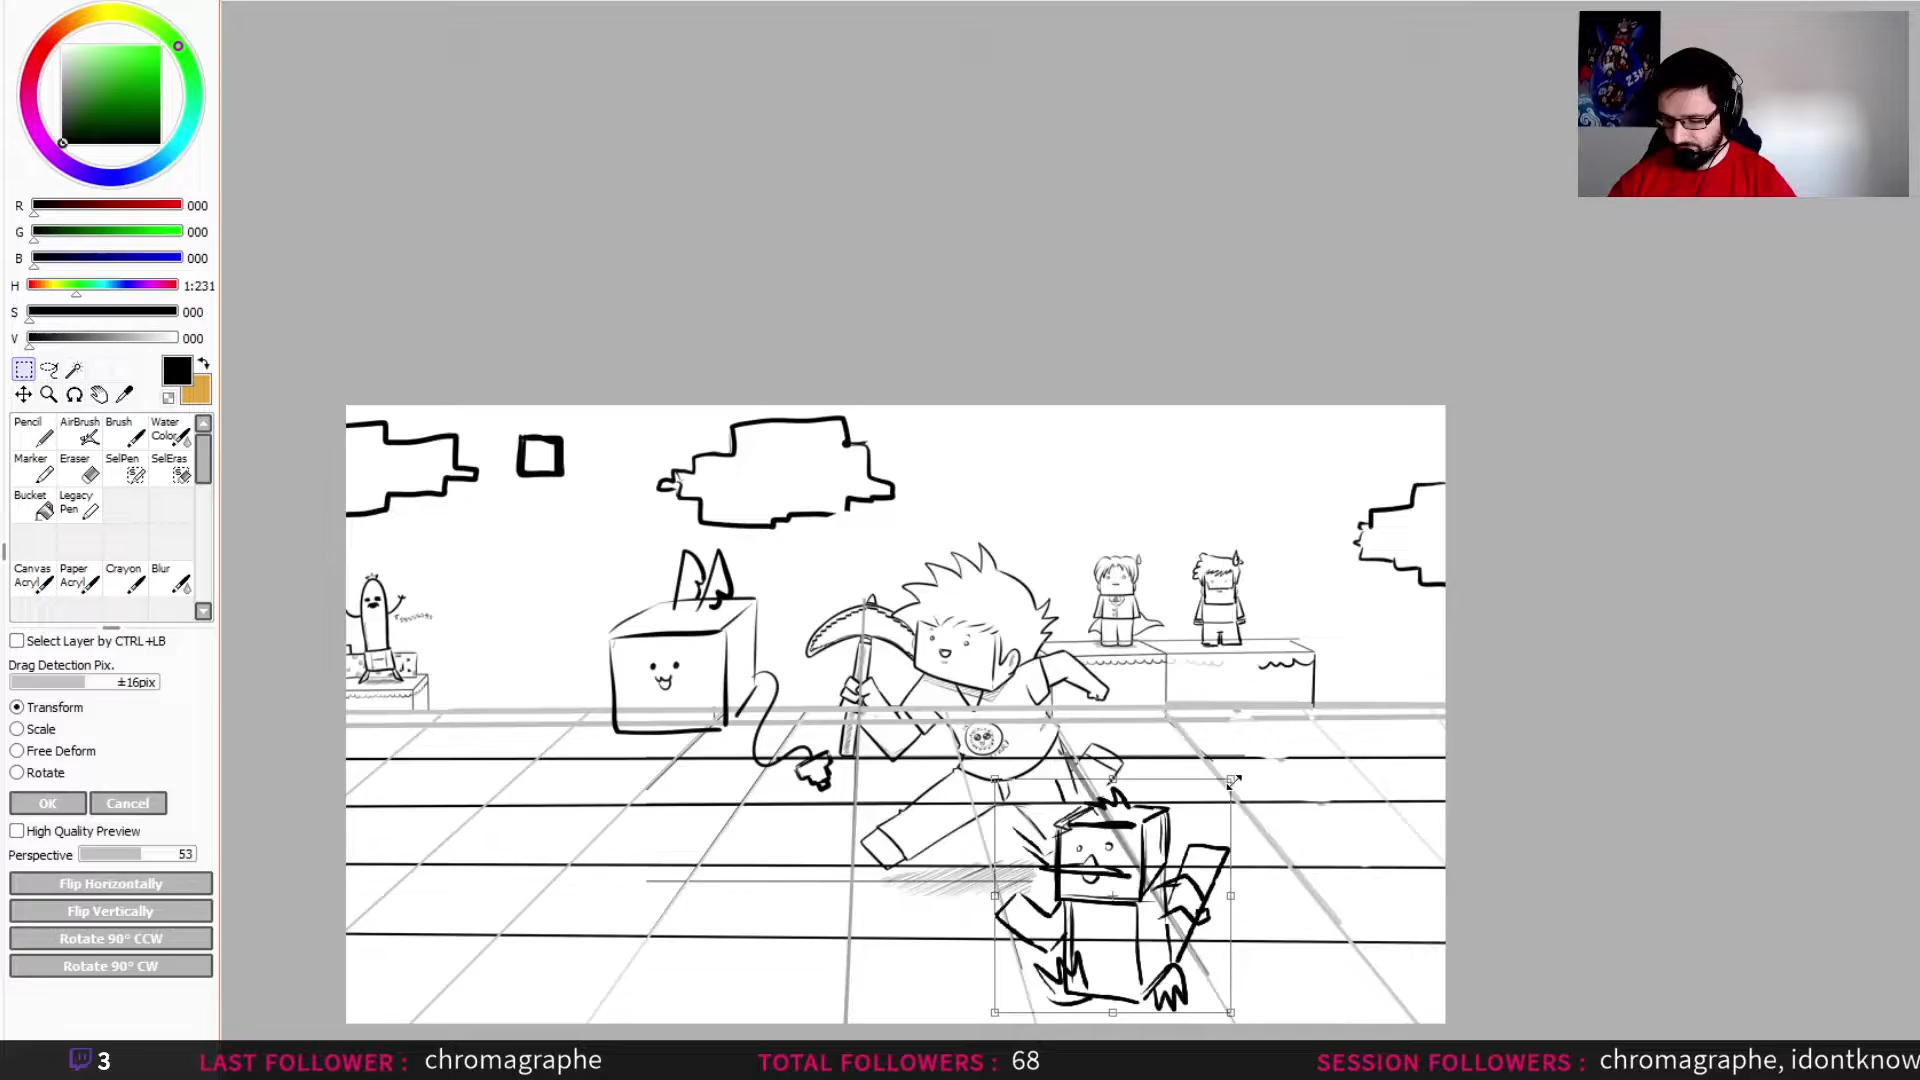 R 000
G 000
B 000
H 1:231
S 000
V 000
Pencil AirBrush Brush Water Color
Marker Eraser SelPen SelEras
Bucket Legacy Pen
Canvas Acryl Paper Acryl Crayon Blur
Select Layer by CTRL+LB
Drag Detection Pix.
±16pix
Transform
Scale
Free Deform
Rotate
OK Cancel
High Quality Preview
Perspective 53
Flip Horizontally
Flip Vertically
Rotate 90° CCW
Rotate 90° CW
3 LAST FOLLOWER : chromagraphe TOTAL FOLLOWERS : 68 SESSION FOLLOWERS : chromagraphe, idontknow